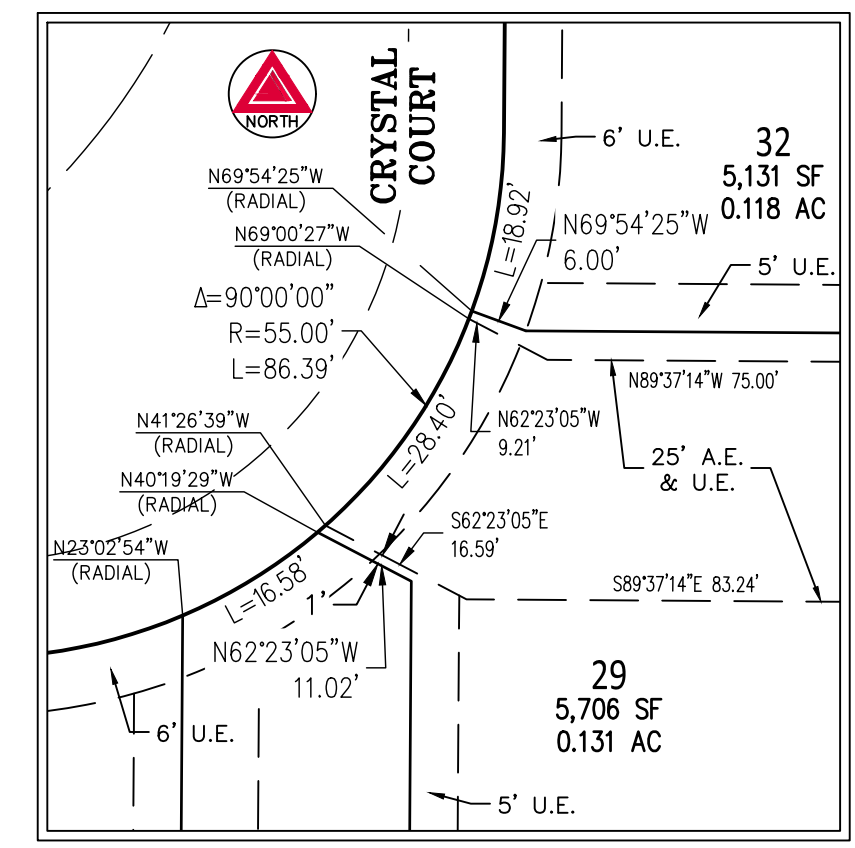 NORTH
CRYSTAL
COURT
6' U.E.
32
5,131 SF
0.118 AC
N69°54'25"W
(RADIAL)
N69°00'27"W
(RADIAL)
L=18.92'
N69°54'25"W
6.00'
5' U.E.
Δ=90°00'00"
R=55.00'
L=86.39'
N89°37'14"W 75.00'
N41°26'39"W
(RADIAL)
N40°19'29"W
(RADIAL)
L=28.40'
N62°23'05"W
9.21'
25' A.E.
& U.E.
S62°23'05"E
16.59'
N23°02'54"W
(RADIAL)
L=16.58'
1'
S89°37'14"E 83.24'
N62°23'05"W
11.02'
29
5,706 SF
0.131 AC
6' U.E.
5' U.E.